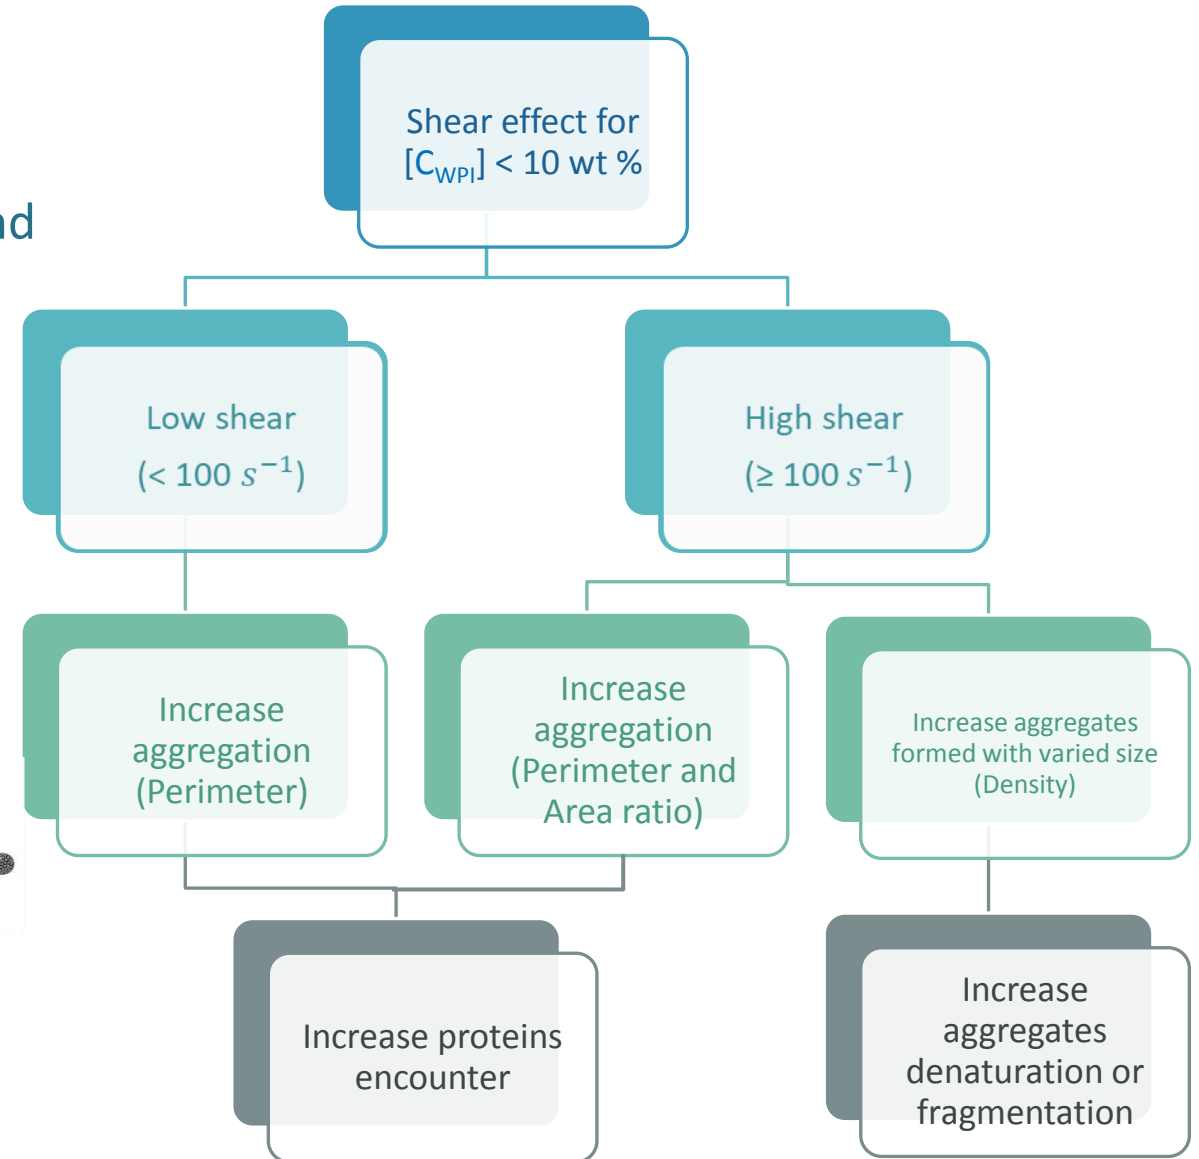 Shear effect for
[C_WPI] < 10 wt %
nd
Low shear
(< 100 s⁻¹)
High shear
(≥ 100 s⁻¹)
Increase
aggregation
(Perimeter)
Increase
aggregation
(Perimeter and
Area ratio)
Increase aggregates
formed with varied size
(Density)
Increase proteins
encounter
Increase
aggregates
denaturation or
fragmentation